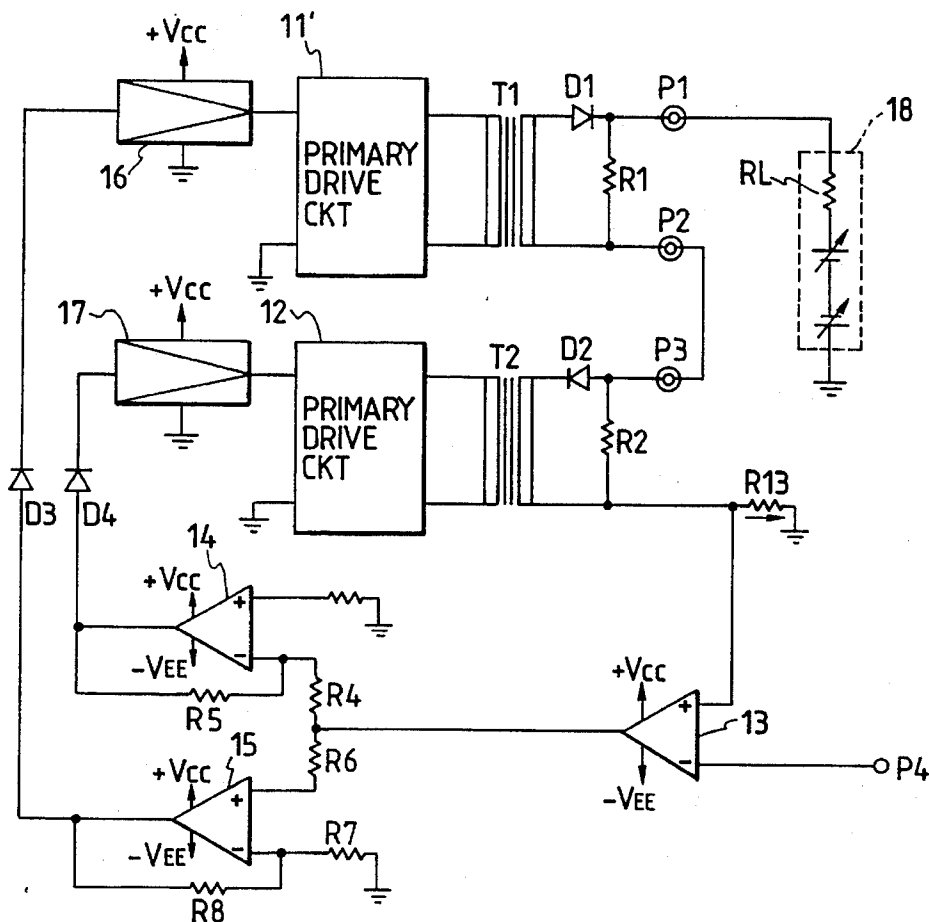 +Vcc
11'
T1
D1
P1
18
16
PRIMARY
DRIVE
CKT
R1
RL
P2
+Vcc
17
12
T2
D2
P3
PRIMARY
DRIVE
CKT
R2
R13
D3
D4
14
+Vcc
+
-VEE
-
R4
+Vcc
R5
+
13
15
R6
-
P4
+Vcc
+
-VEE
R7
-VEE
-
R8